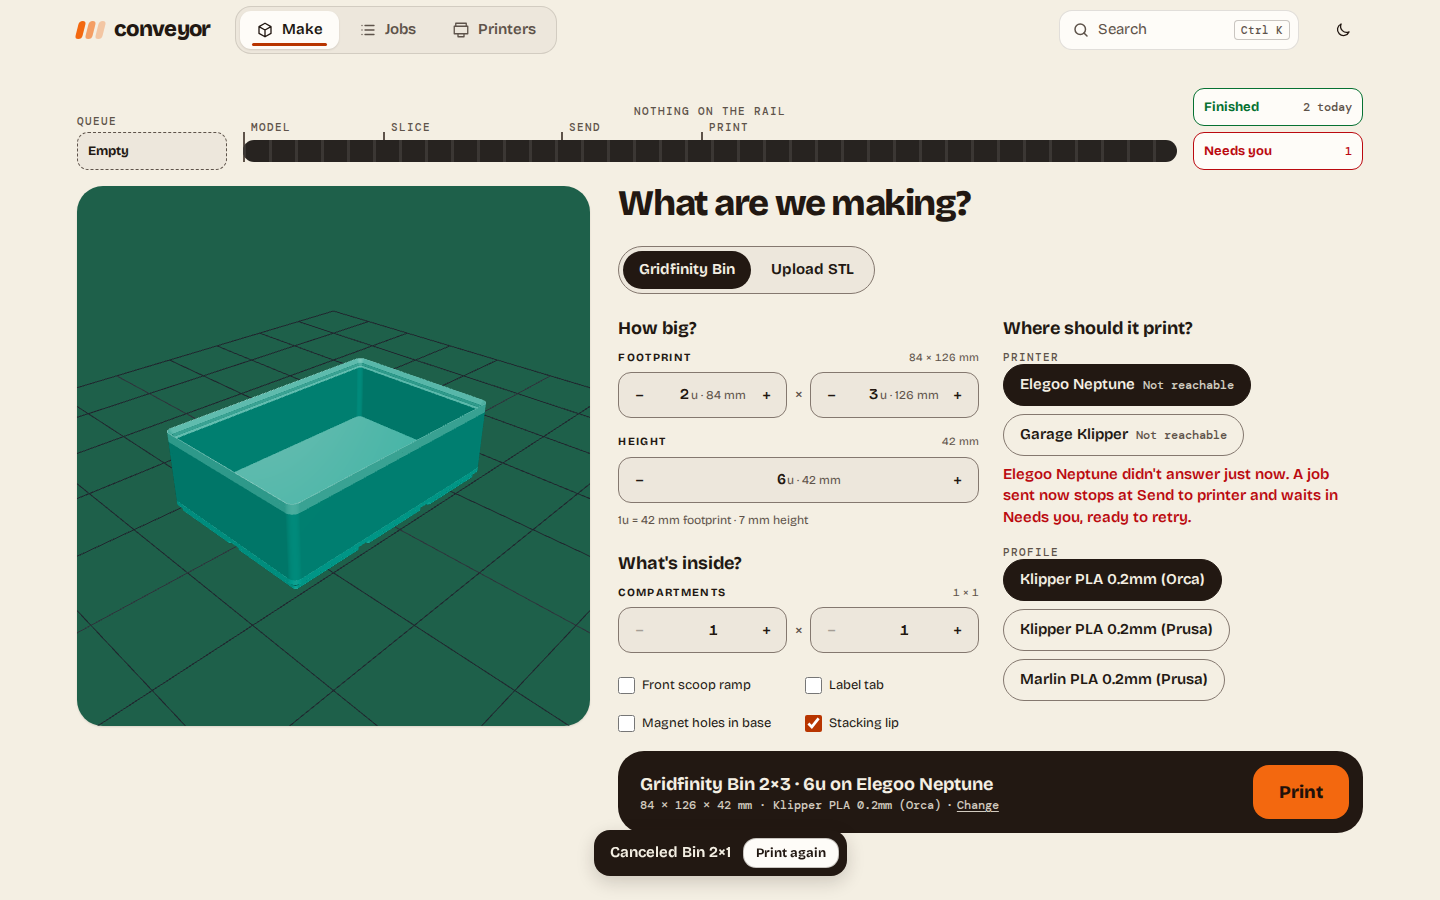 conveyor
Make
Jobs
Printers
Search
Ctrl K
QUEUE
Empty
NOTHING ON THE RAIL
MODEL
SLICE
SEND
PRINT
Finished 2 today
Needs you 1
What are we making?
Gridfinity Bin
Upload STL
How big?
FOOTPRINT 84 × 126 mm
− 2 u · 84 mm + × − 3 u · 126 mm +
HEIGHT 42 mm
− 6 u · 42 mm +
1u = 42 mm footprint · 7 mm height
What's inside?
COMPARTMENTS 1 × 1
− 1 + × − 1 +
Front scoop ramp
Label tab
Magnet holes in base
Stacking lip
Where should it print?
PRINTER
Elegoo Neptune Not reachable
Garage Klipper Not reachable
Elegoo Neptune didn't answer just now. A job
sent now stops at Send to printer and waits in
Needs you, ready to retry.
PROFILE
Klipper PLA 0.2mm (Orca)
Klipper PLA 0.2mm (Prusa)
Marlin PLA 0.2mm (Prusa)
Gridfinity Bin 2×3 · 6u on Elegoo Neptune
84 × 126 × 42 mm · Klipper PLA 0.2mm (Orca) · Change
Print
Canceled Bin 2×1
Print again